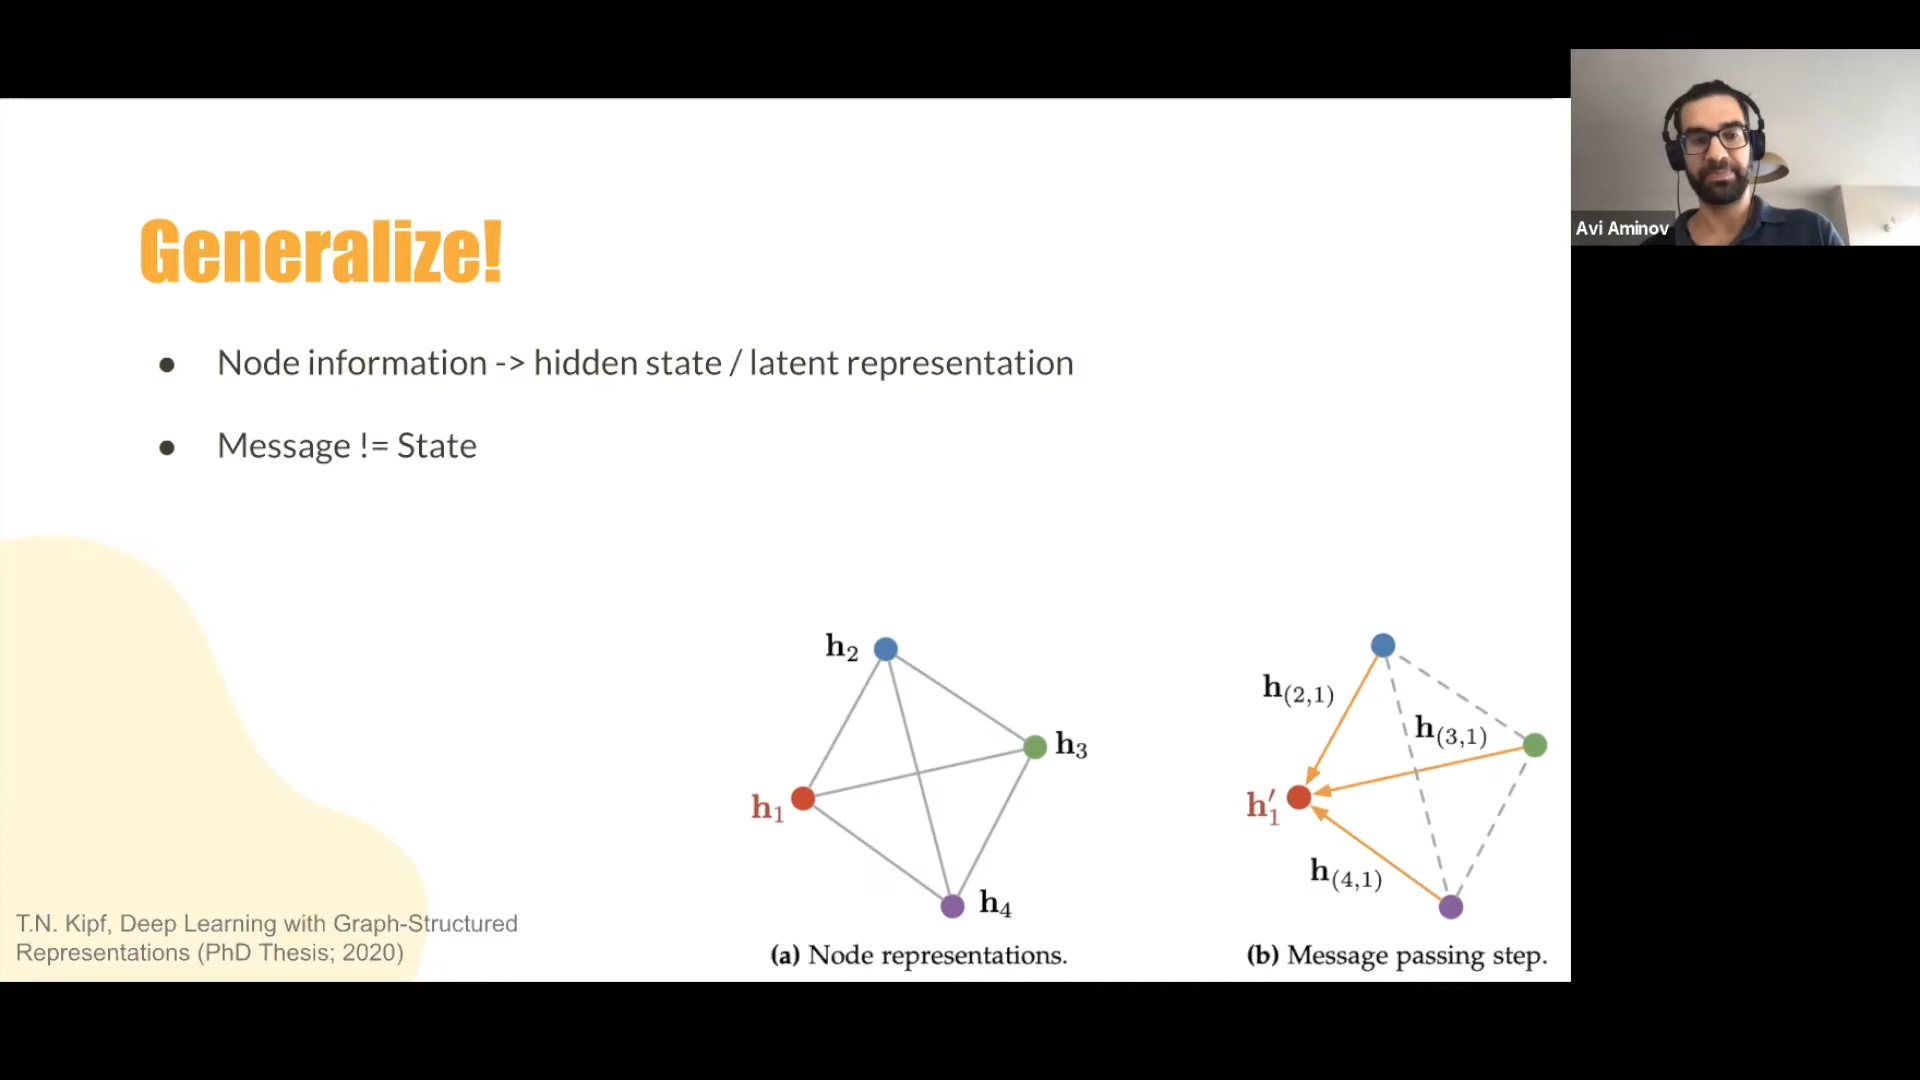 Generalize!
● Node information -> hidden state / latent representation
● Message != State
h2
h3
h1
h4
(a) Node representations.
h(2,1)
h(3,1)
h′1
h(4,1)
(b) Message passing step.
T.N. Kipf, Deep Learning with Graph-Structured
Representations (PhD Thesis; 2020)
Avi Aminov